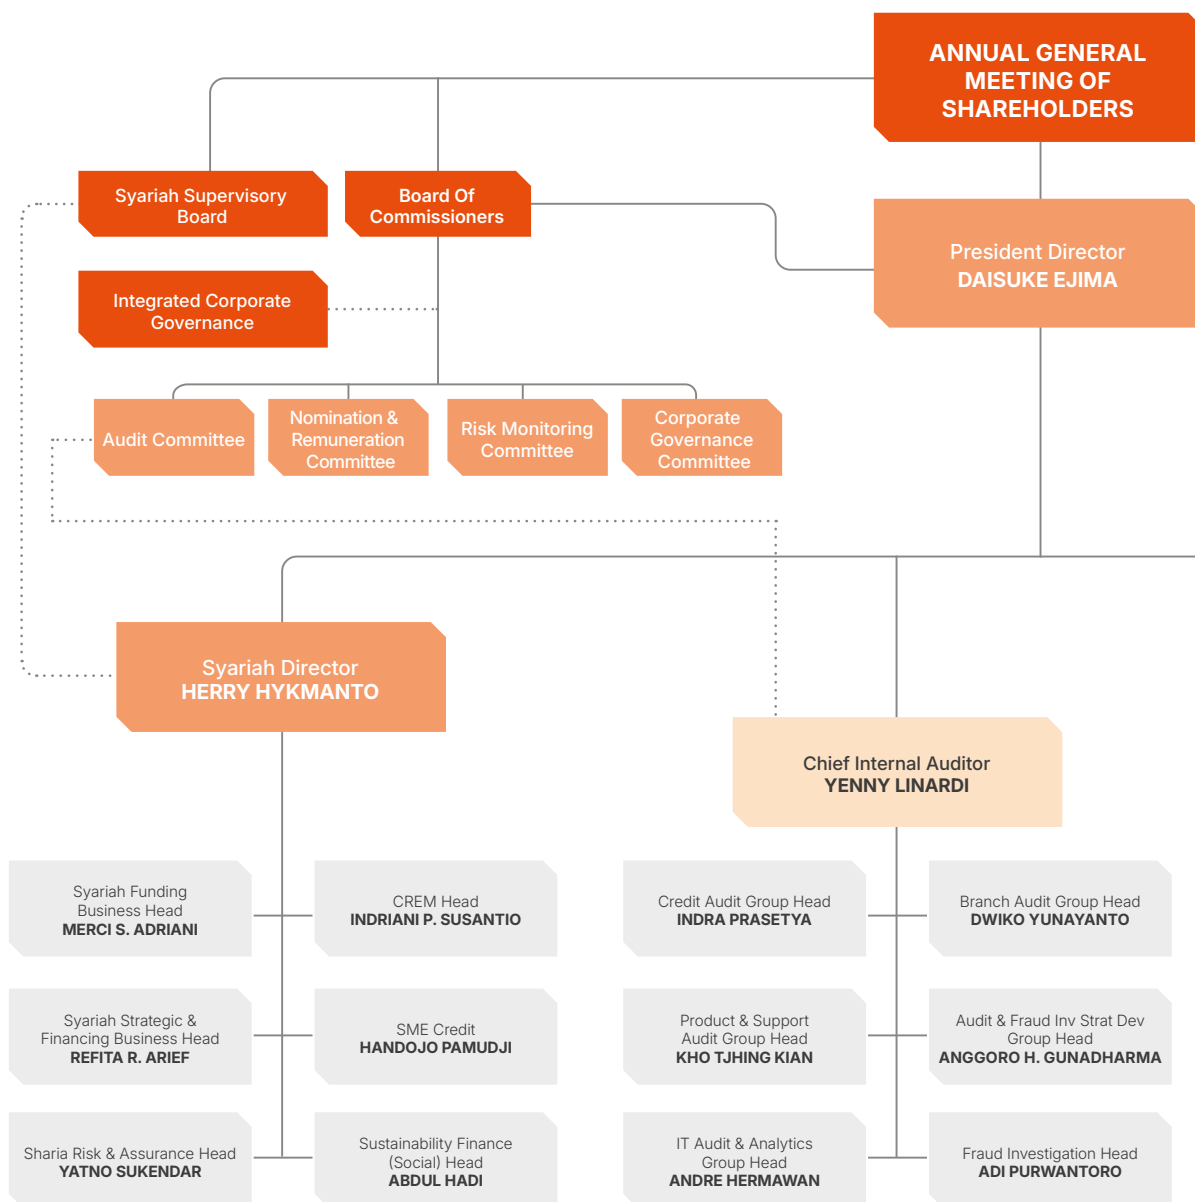 ANNUAL GENERAL
MEETING OF
SHAREHOLDERS
Syariah Supervisory
Board
Board Of
Commissioners
President Director
DAISUKE EJIMA
Integrated Corporate
Governance
Audit Committee
Nomination &
Remuneration
Committee
Risk Monitoring
Committee
Corporate
Governance
Committee
Syariah Director
HERRY HYKMANTO
Chief Internal Auditor
YENNY LINARDI
Syariah Funding
Business Head
MERCI S. ADRIANI
CREM Head
INDRIANI P. SUSANTIO
Credit Audit Group Head
INDRA PRASETYA
Branch Audit Group Head
DWIKO YUNAYANTO
Syariah Strategic &
Financing Business Head
REFITA R. ARIEF
SME Credit
HANDOJO PAMUDJI
Product & Support
Audit Group Head
KHO TJHING KIAN
Audit & Fraud Inv Strat Dev
Group Head
ANGGORO H. GUNADHARMA
Sharia Risk & Assurance Head
YATNO SUKENDAR
Sustainability Finance
(Social) Head
ABDUL HADI
IT Audit & Analytics
Group Head
ANDRE HERMAWAN
Fraud Investigation Head
ADI PURWANTORO